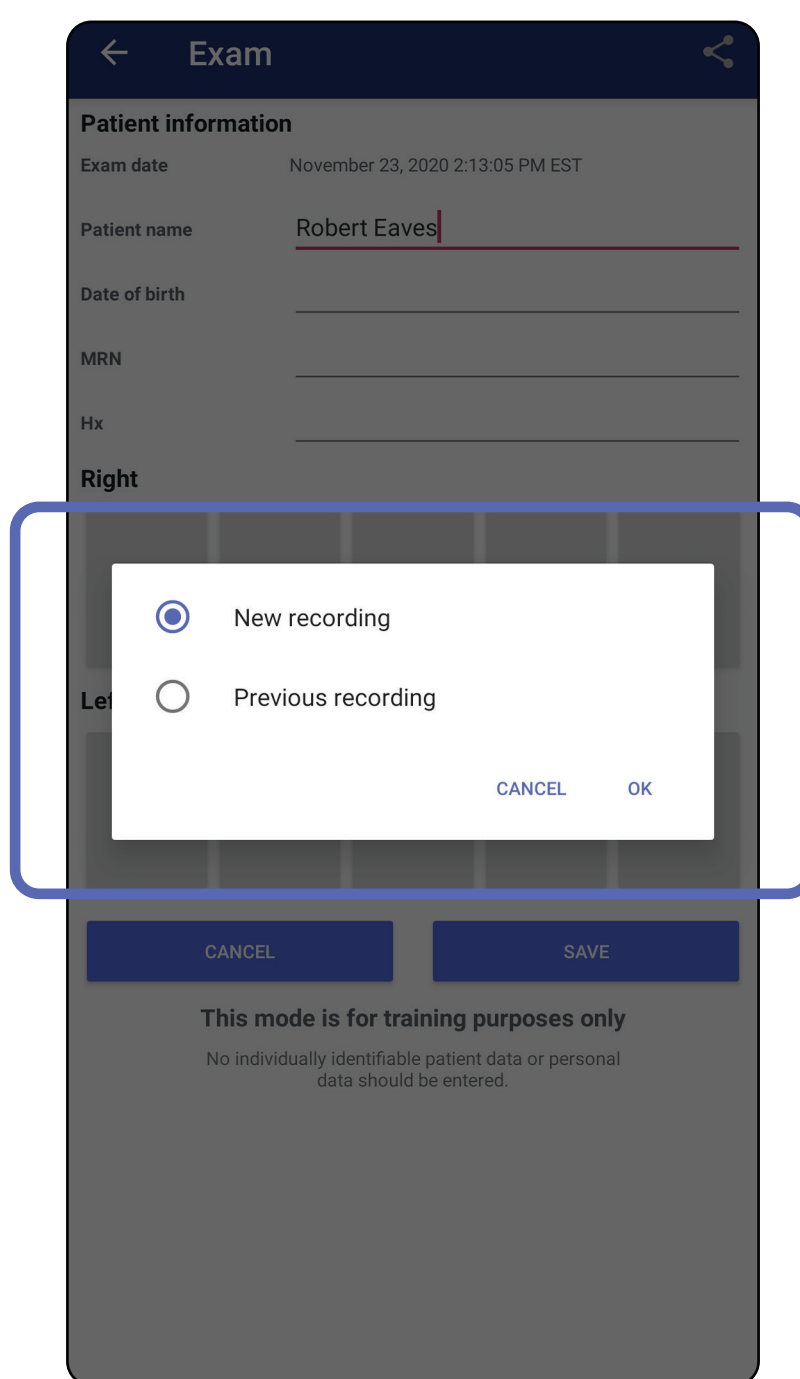 Exam
Patient information
Exam date November 23, 2020 2:13:05 PM EST
Patient name Robert Eaves
Date of birth
MRN
Hx
Right
New recording
Lef
Previous recording
CANCEL OK
CANCEL SAVE
This mode is for training purposes only
No individually identifiable patient data or personal
data should be entered.